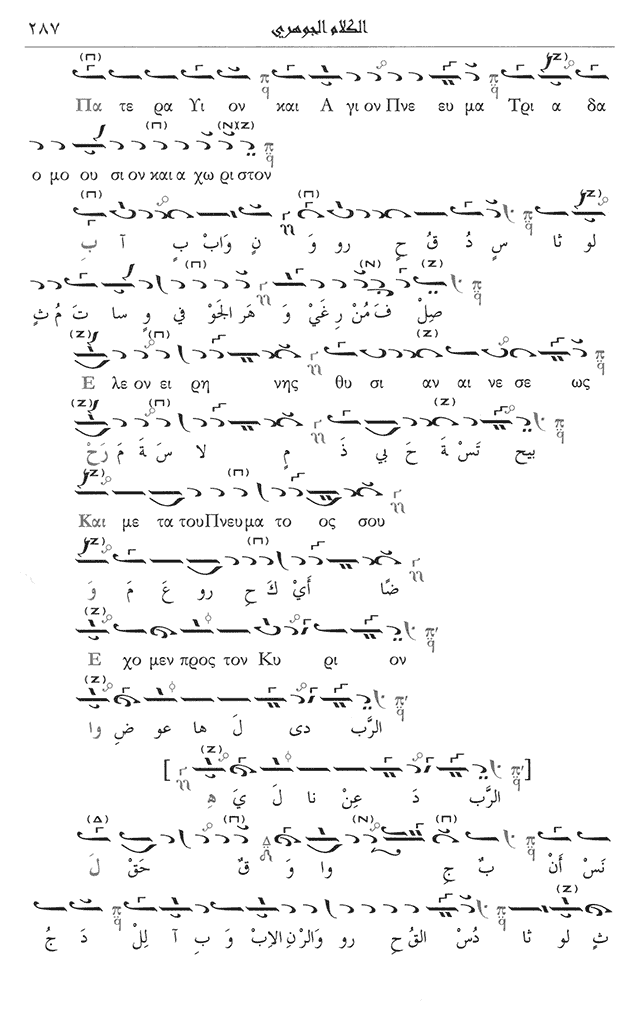 الكلام الجوهري ٢٨٧
Πα τε ρα Υι ον και Α γι ον Πνε ευ μα Τρι α δα
ο μο ου σι ον και α χω ρι στον
بِ آ بٍ وَابْ نٍ وَ رو حِ قُ دُ سٍ ثا لو
ثٍ مُ تَ سا وٍ في الجَوْ هَر وَ غَيْ رِ مُنْ فَ صِلْ
Ε λε ον ει ρη νης θυ σι αν αι νε σε ως
رَحْ مَ ةَ سَ لا مٍ ذَ بي حَ ةَ تَسْ بيح
Και με τα του Πνευ μα το ος σου
وَ مَ عَ رو حِ كَ أَيْ ضًا
Ε χο μεν προς τον Κυ ρι ον
وا ضِ عو ها لَ دى الرَّب
هِ يَ لَ نا عِنْ دَ الرَّب
لَ حَقْ قٌ وَ وا جِ بٌ أَنْ نَسْ
جُ دَ لِلْ آ بِ وَ الاِبْ نِ وَالرْ رو حِ القُ دُسْ ثا لو ثٍ